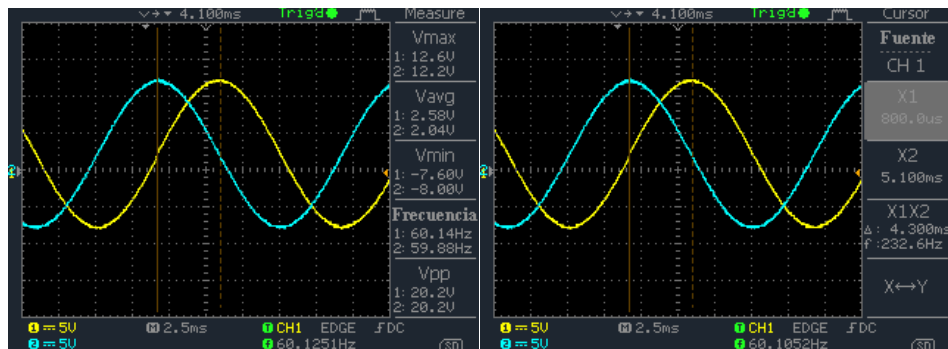 4.100ms Trig'd Measure
Vmax
1: 12.6V
2: 12.2V
Vavg
1: 2.58V
2: 2.04V
Vmin
1: -7.60V
2: -8.00V
Frecuencia
1: 60.14Hz
2: 59.88Hz
Vpp
1: 20.2V
2: 20.2V
1 5V M 2.5ms T CH1 EDGE DC
2 5V f 60.1251Hz SD
4.100ms Trig'd Cursor
Fuente
CH 1
X1
800.0us
X2
5.100ms
X1X2
Δ: 4.300ms
f:232.6Hz
X↔Y
1 5V M 2.5ms T CH1 EDGE DC
2 5V f 60.1052Hz SD